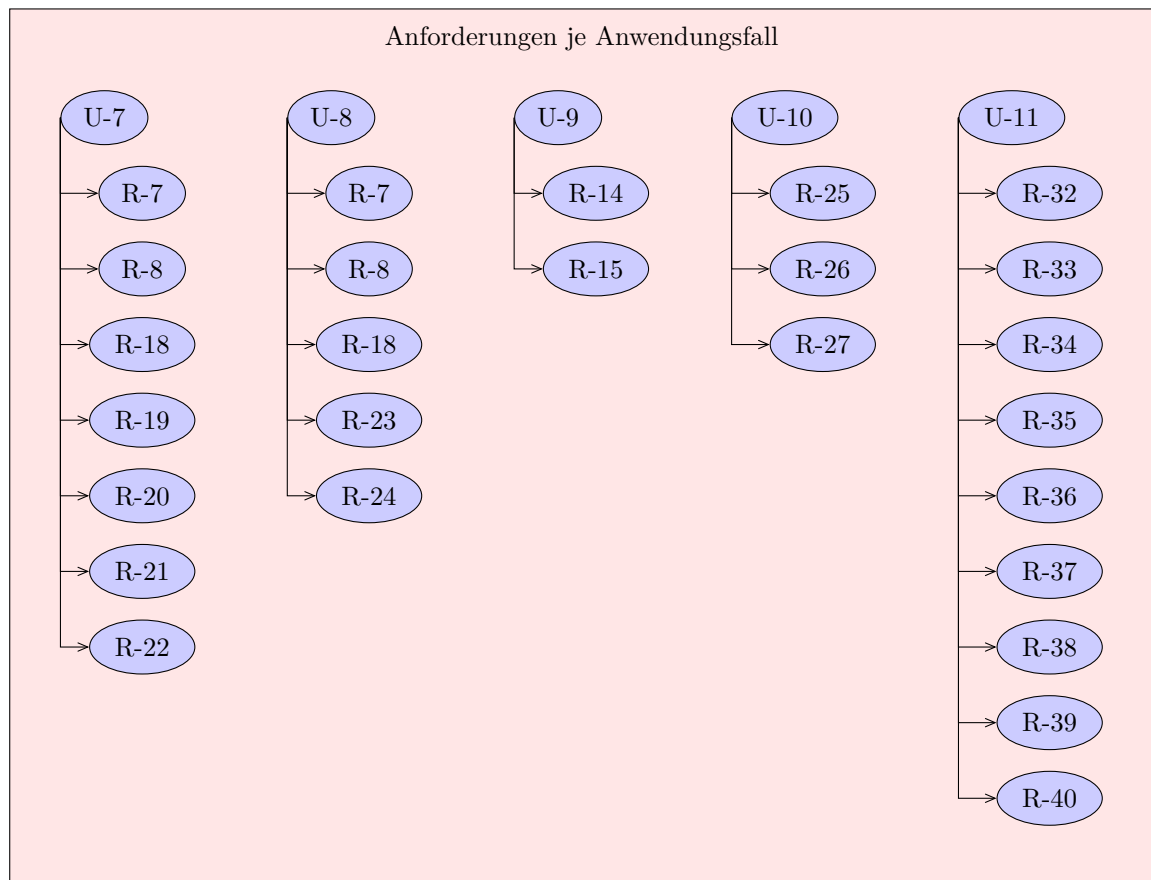 Anforderungen je Anwendungsfall
U-7 U-8 U-9 U-10 U-11
R-7 R-7 R-14 R-25 R-32
R-8 R-8 R-15 R-26 R-33
R-18 R-18 R-27 R-34
R-19 R-23 R-35
R-20 R-24 R-36
R-21 R-37
R-22 R-38
R-39
R-40